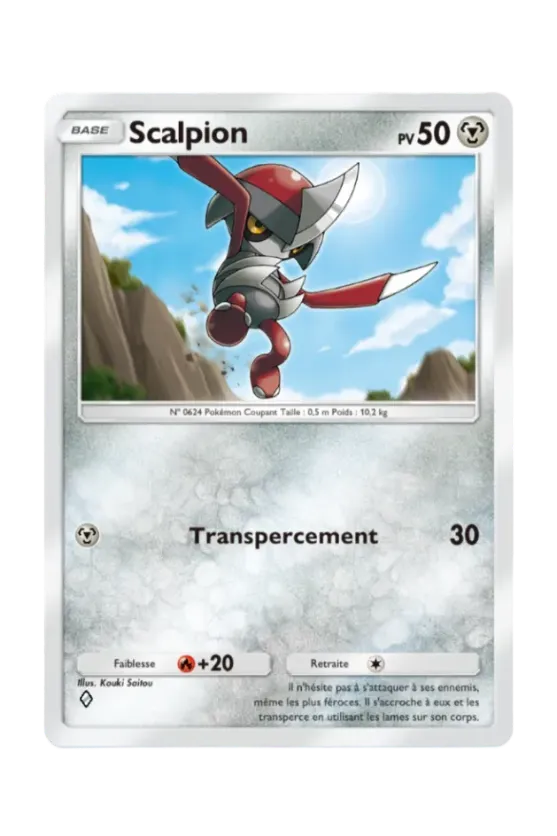 BASE Scalpion PV 50
N° 0624 Pokémon Coupant Taille : 0,5 m Poids : 10,2 kg
Transpercement 30
Faiblesse +20 Retraite
Illus. Kouki Saitou
Il n'hésite pas à s'attaquer à ses ennemis,
même les plus féroces. Il s'accroche à eux et les
transperce en utilisant les lames sur son corps.